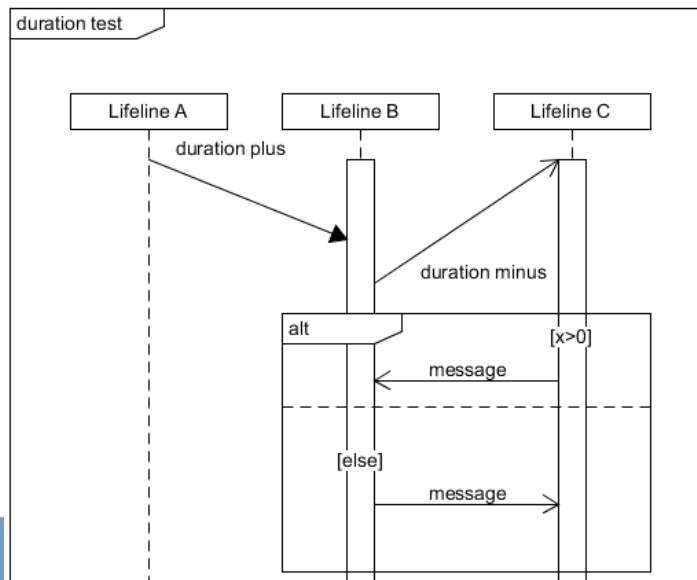 duration test
Lifeline A
Lifeline B
Lifeline C
duration plus
duration minus
alt
[x>0]
message
[else]
message